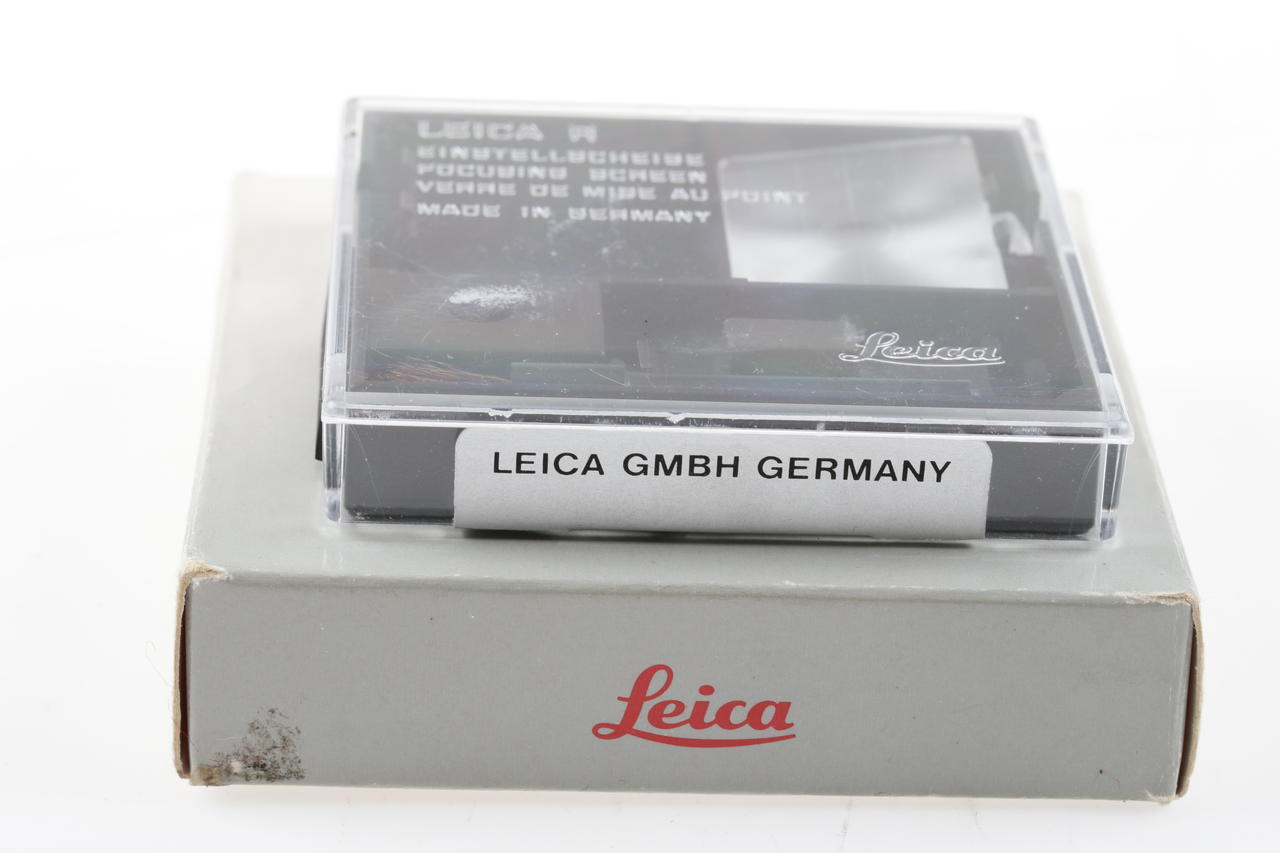 LEICA R
EINSTELLSCHEIBE
FOCUSING SCREEN
VERRE DE MISE AU POINT
MADE IN GERMANY
Leica
LEICA GMBH GERMANY
Leica